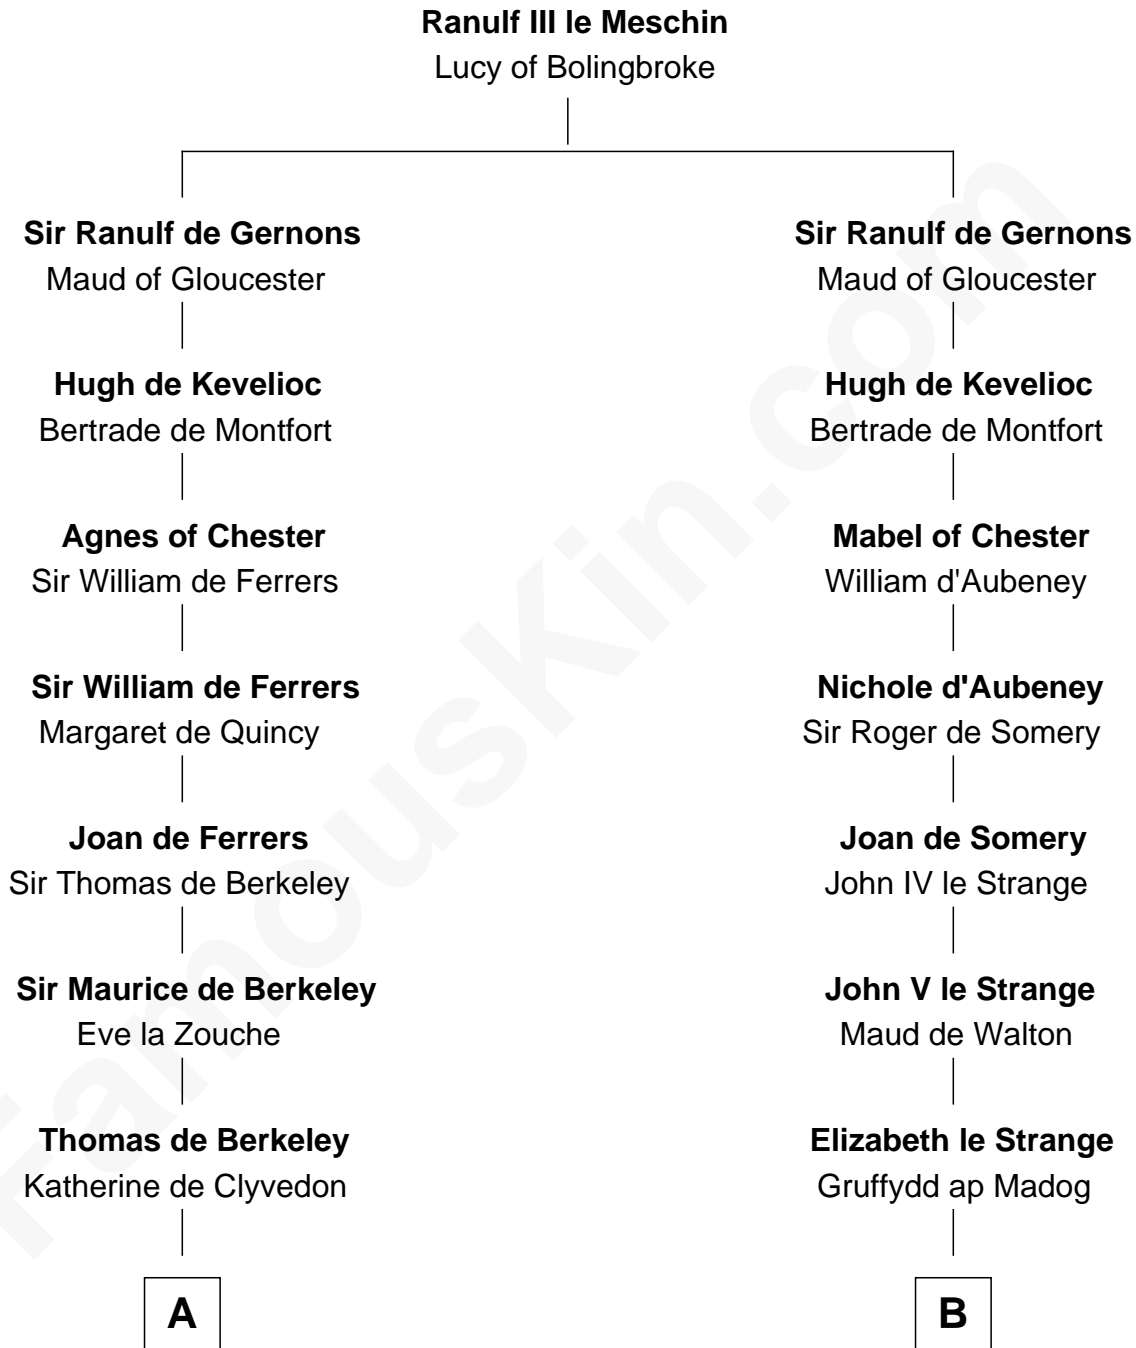 Ranulf III le Meschin
Lucy of Bolingbroke
Sir Ranulf de Gernons
Maud of Gloucester
Hugh de Kevelioc
Bertrade de Montfort
Agnes of Chester
Sir William de Ferrers
Sir William de Ferrers
Margaret de Quincy
Joan de Ferrers
Sir Thomas de Berkeley
Sir Maurice de Berkeley
Eve la Zouche
Thomas de Berkeley
Katherine de Clyvedon
A
Sir Ranulf de Gernons
Maud of Gloucester
Hugh de Kevelioc
Bertrade de Montfort
Mabel of Chester
William d'Aubeney
Nichole d'Aubeney
Sir Roger de Somery
Joan de Somery
John IV le Strange
John V le Strange
Maud de Walton
Elizabeth le Strange
Gruffydd ap Madog
B
FamousKin.com